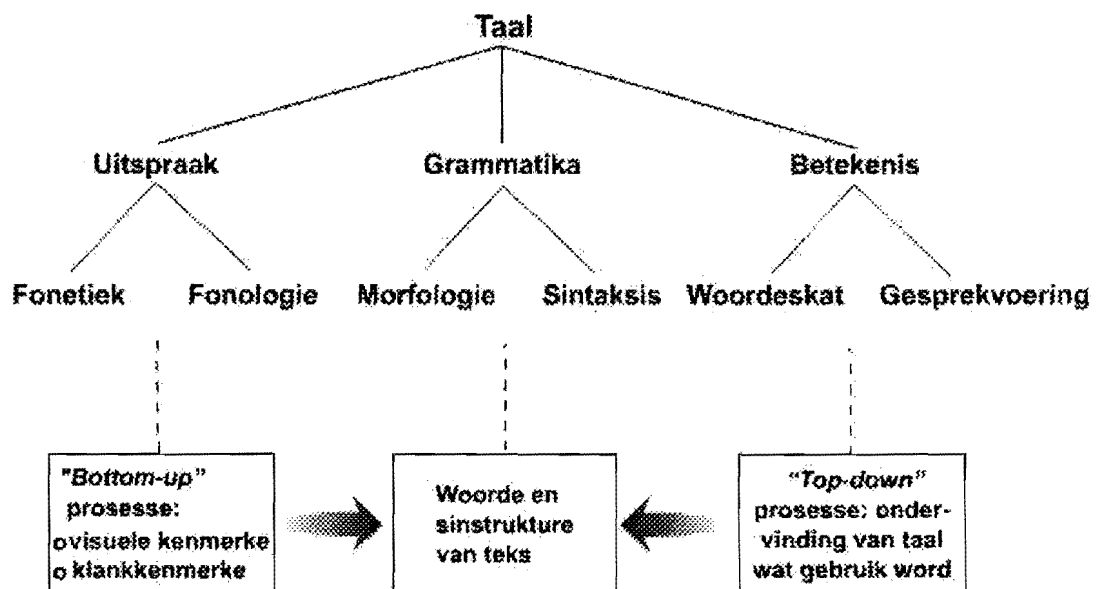 Taal
Uitspraak Grammatika Betekenis
Fonetiek Fonologie Morfologie Sintaksis Woordeskat Gesprekvoering
"Bottom-up"
prosesse:
o visuele kenmerke
o klankkenmerke
Woorde en
sinstrukture
van teks
"Top-down"
prosesse: onder-
vinding van taal
wat gebruik word